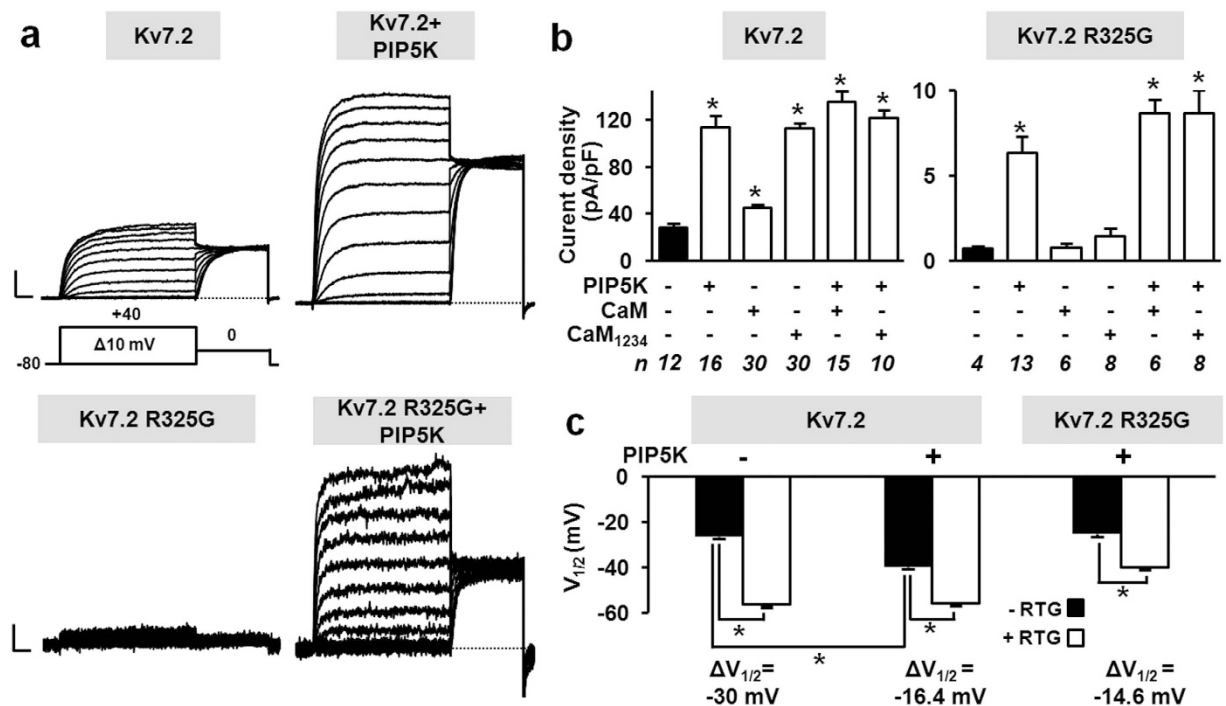 a
Kv7.2
Kv7.2+
PIP5K
+40
Δ10 mV
0
-80
Kv7.2 R325G
Kv7.2 R325G+
PIP5K
b
Kv7.2
Kv7.2 R325G
Curent density
(pA/pF)
120
80
40
0
10
5
0
* * * * *
* * *
PIP5K - + - - + + - + - - + +
CaM - - + - + - - - + - + -
CaM1234 - - - + - + - - - + - +
n 12 16 30 30 15 10 4 13 6 8 6 8
c
Kv7.2
Kv7.2 R325G
PIP5K - + +
V1/2 (mV)
0
-20
-40
-60
* * *
*
- RTG
+ RTG
ΔV1/2=
-30 mV
ΔV1/2=
-16.4 mV
ΔV1/2=
-14.6 mV